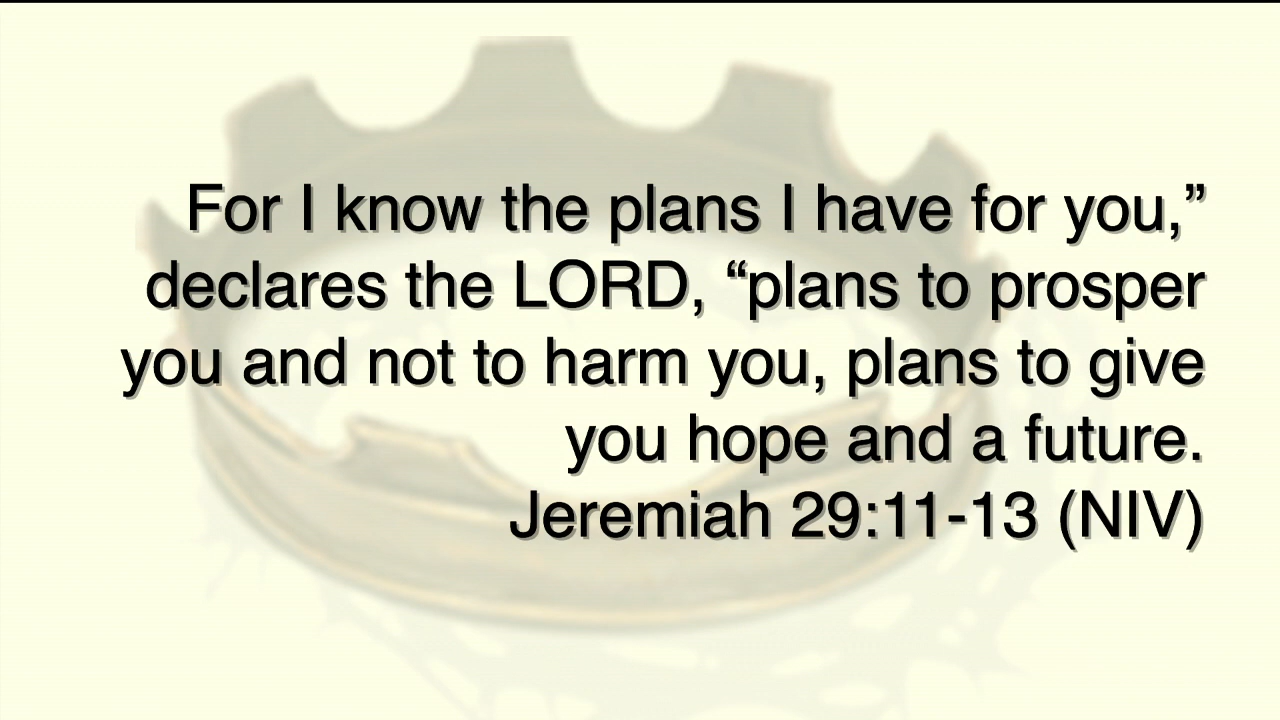 For I know the plans I have for you,”
declares the LORD, “plans to prosper
you and not to harm you, plans to give
you hope and a future.
Jeremiah 29:11-13 (NIV)